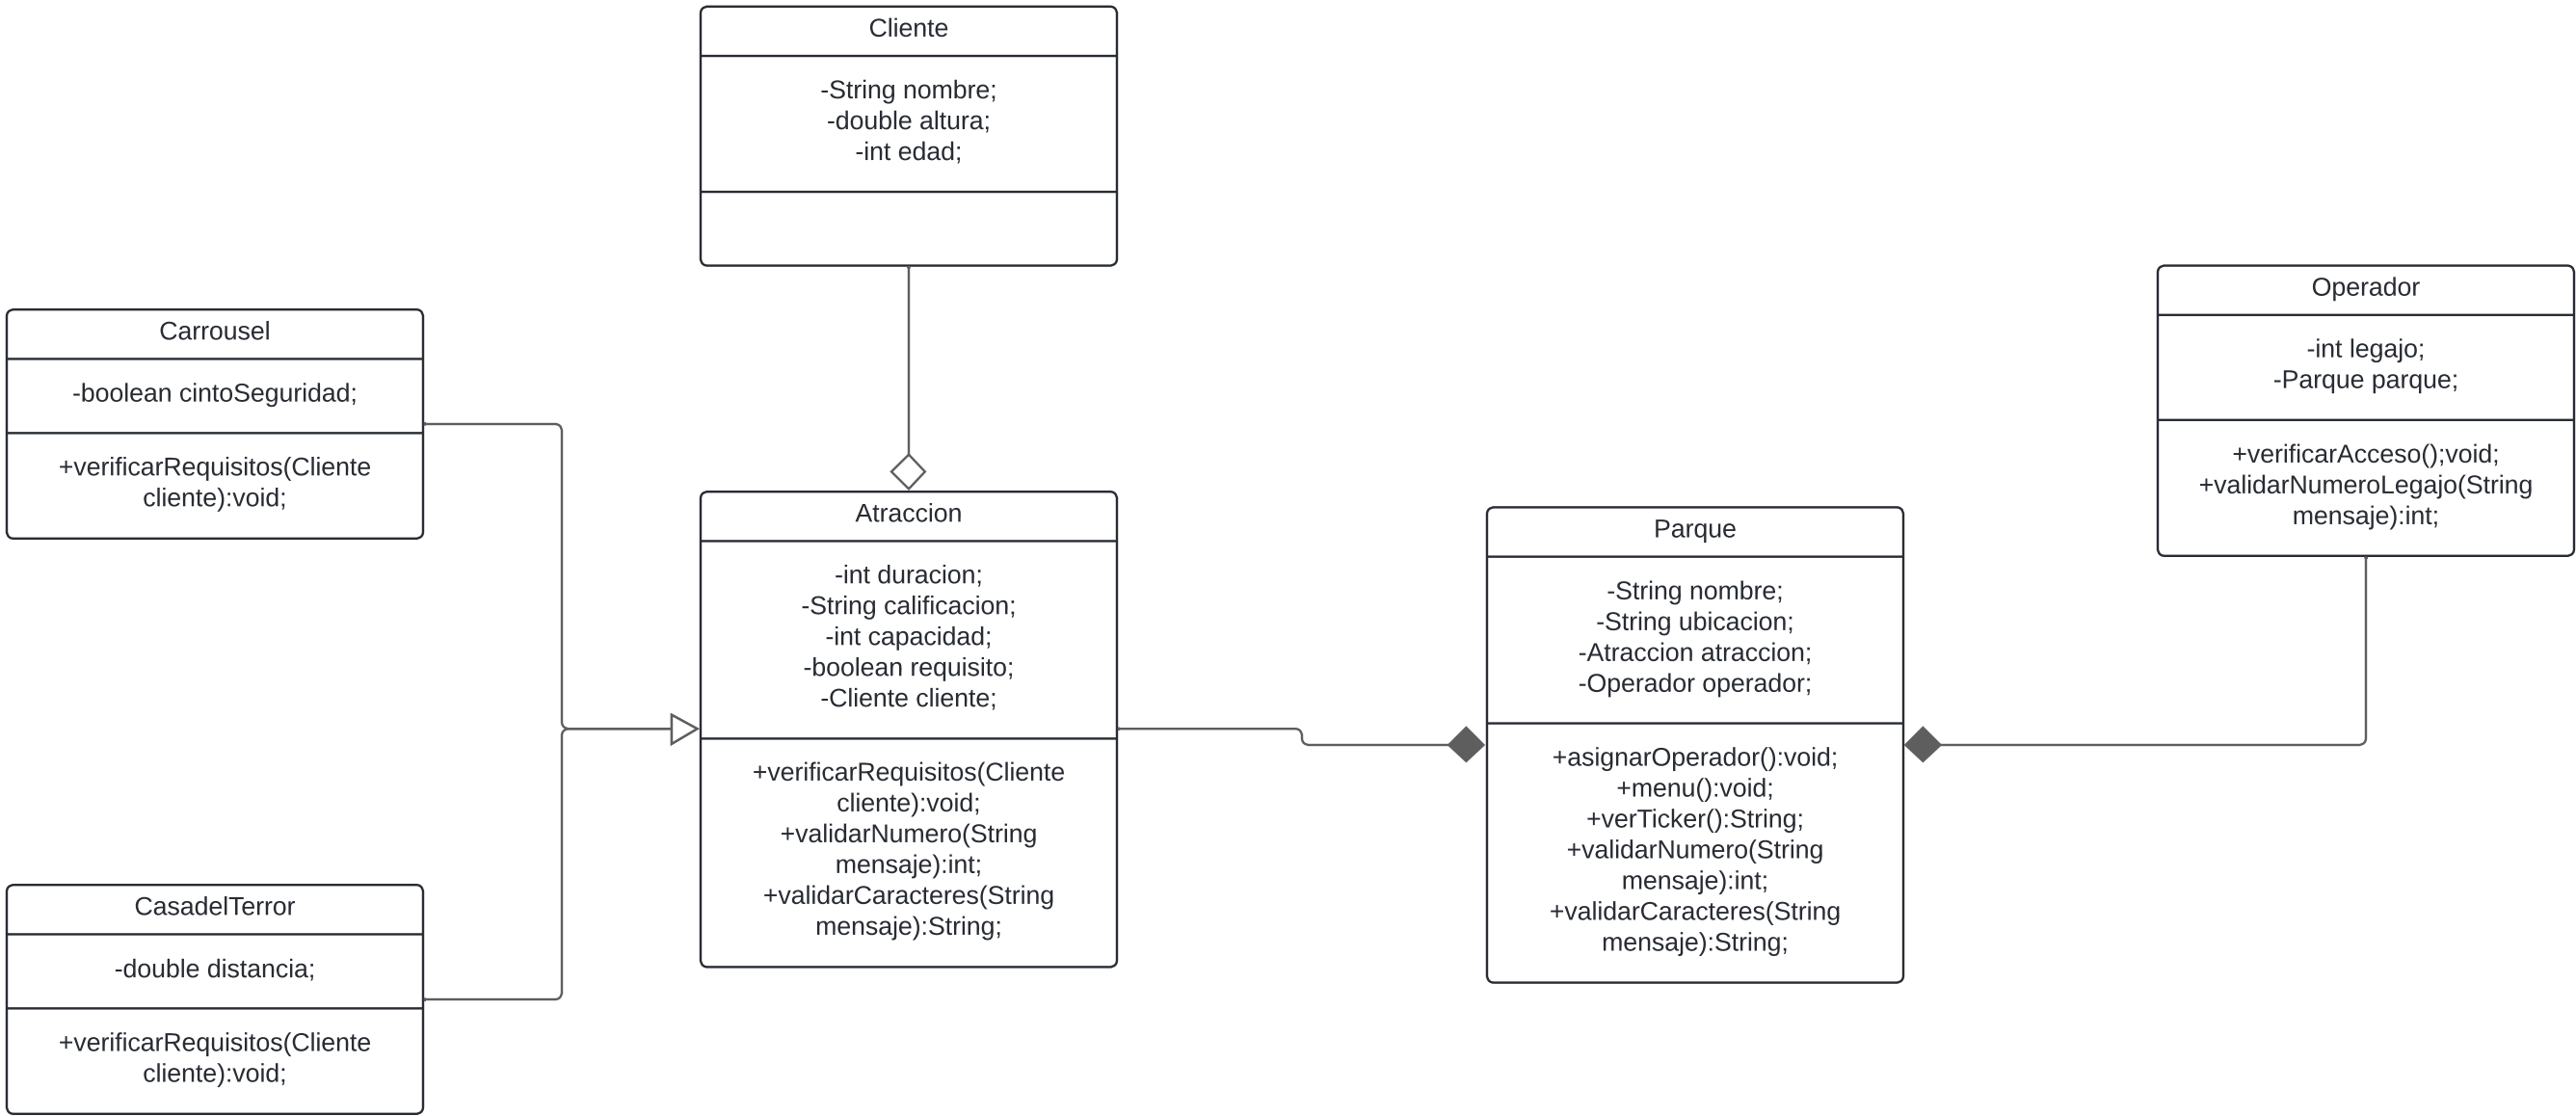 Cliente
-String nombre;
-double altura;
-int edad;
Carrousel
-boolean cintoSeguridad;
+verificarRequisitos(Cliente
cliente):void;
CasadelTerror
-double distancia;
+verificarRequisitos(Cliente
cliente):void;
Atraccion
-int duracion;
-String calificacion;
-int capacidad;
-boolean requisito;
-Cliente cliente;
+verificarRequisitos(Cliente
cliente):void;
+validarNumero(String
mensaje):int;
+validarCaracteres(String
mensaje):String;
Parque
-String nombre;
-String ubicacion;
-Atraccion atraccion;
-Operador operador;
+asignarOperador():void;
+menu():void;
+verTicker():String;
+validarNumero(String
mensaje):int;
+validarCaracteres(String
mensaje):String;
Operador
-int legajo;
-Parque parque;
+verificarAcceso();void;
+validarNumeroLegajo(String
mensaje):int;